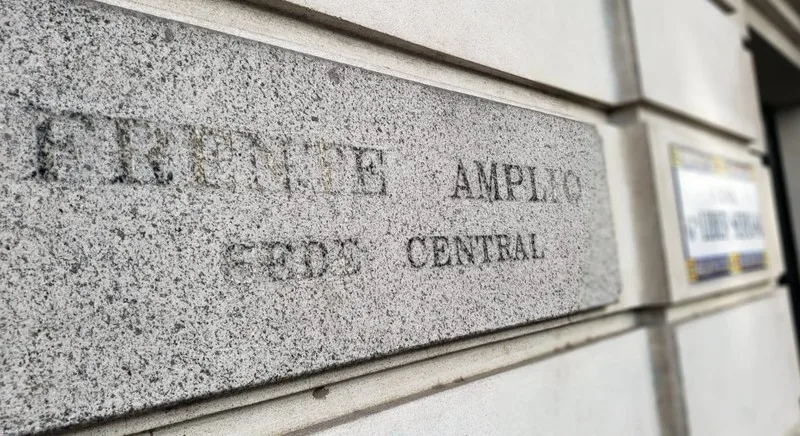 FRENTE AMPLIO
SEDE CENTRAL